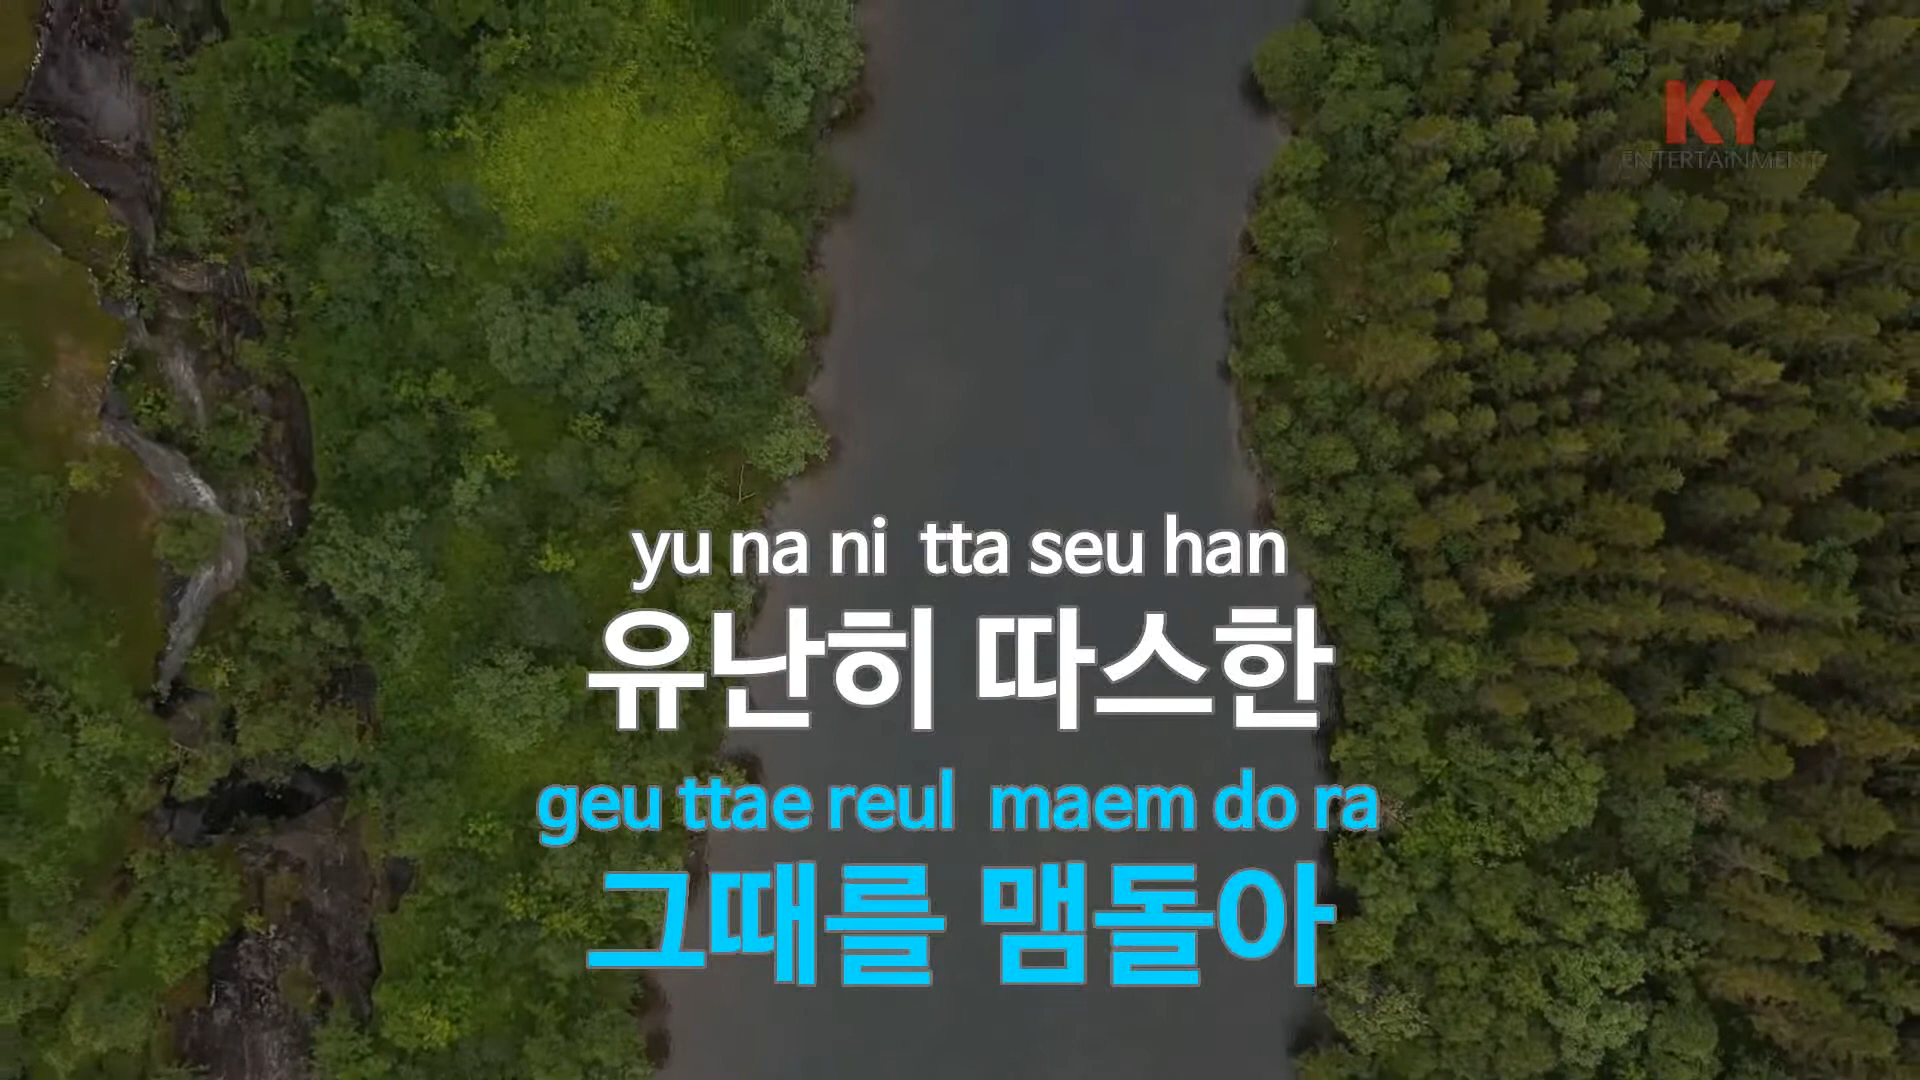 KY
ENTERTAiNMENT
yu na ni tta seu han
유난히 따스한
geu ttae reul maem do ra
그때를 맴돌아